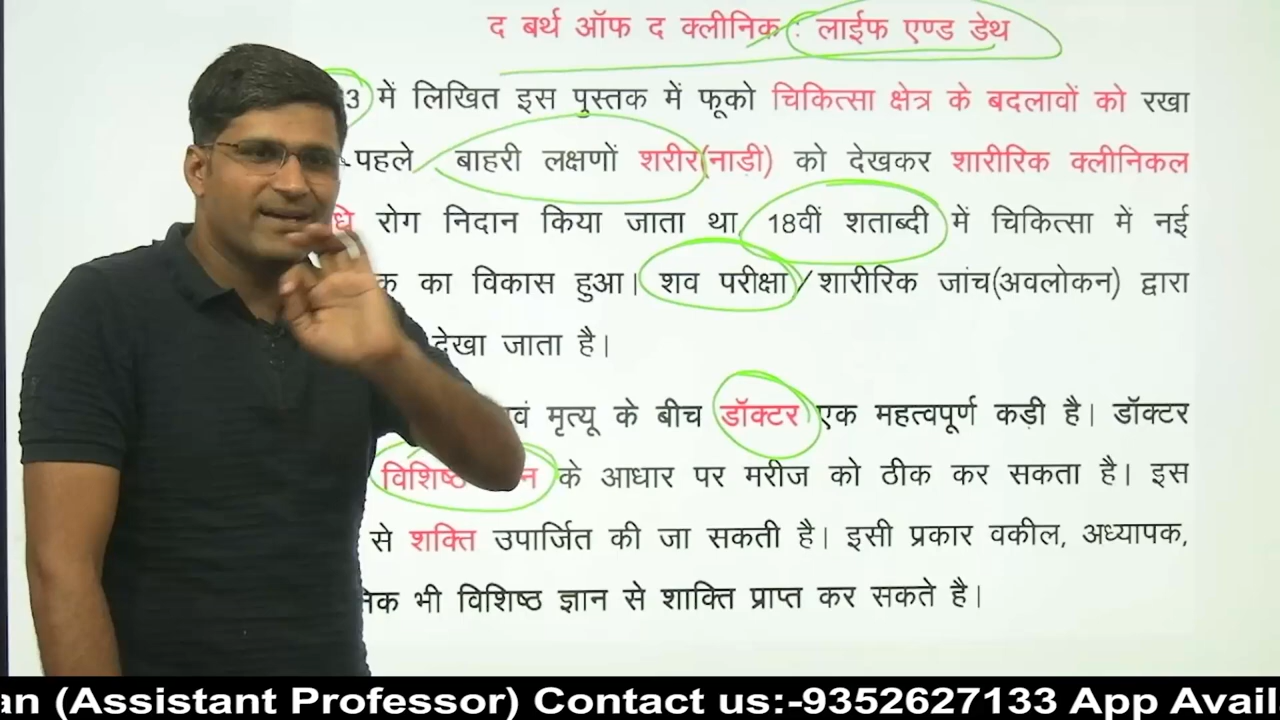 द बर्थ ऑफ द क्लीनिक : लाईफ एण्ड डेथ
3 में लिखित इस पुस्तक में फूको चिकित्सा क्षेत्र के बदलावों को रखा
पहले बाहरी लक्षणों शरीर(नाड़ी) को देखकर शारीरिक क्लीनिकल
धि रोग निदान किया जाता था 18वीं शताब्दी में चिकित्सा में नई
क का विकास हुआ। शव परीक्षा/शारीरिक जांच(अवलोकन) द्वारा
देखा जाता है।
वं मृत्यू के बीच डॉक्टर एक महत्वपूर्ण कड़ी है। डॉक्टर
विशिष्ठ न के आधार पर मरीज को ठीक कर सकता है। इस
से शक्ति उपार्जित की जा सकती है। इसी प्रकार वकील, अध्यापक,
नेक भी विशिष्ठ ज्ञान से शाक्ति प्राप्त कर सकते है।
an (Assistant Professor) Contact us:-9352627133 App Avail